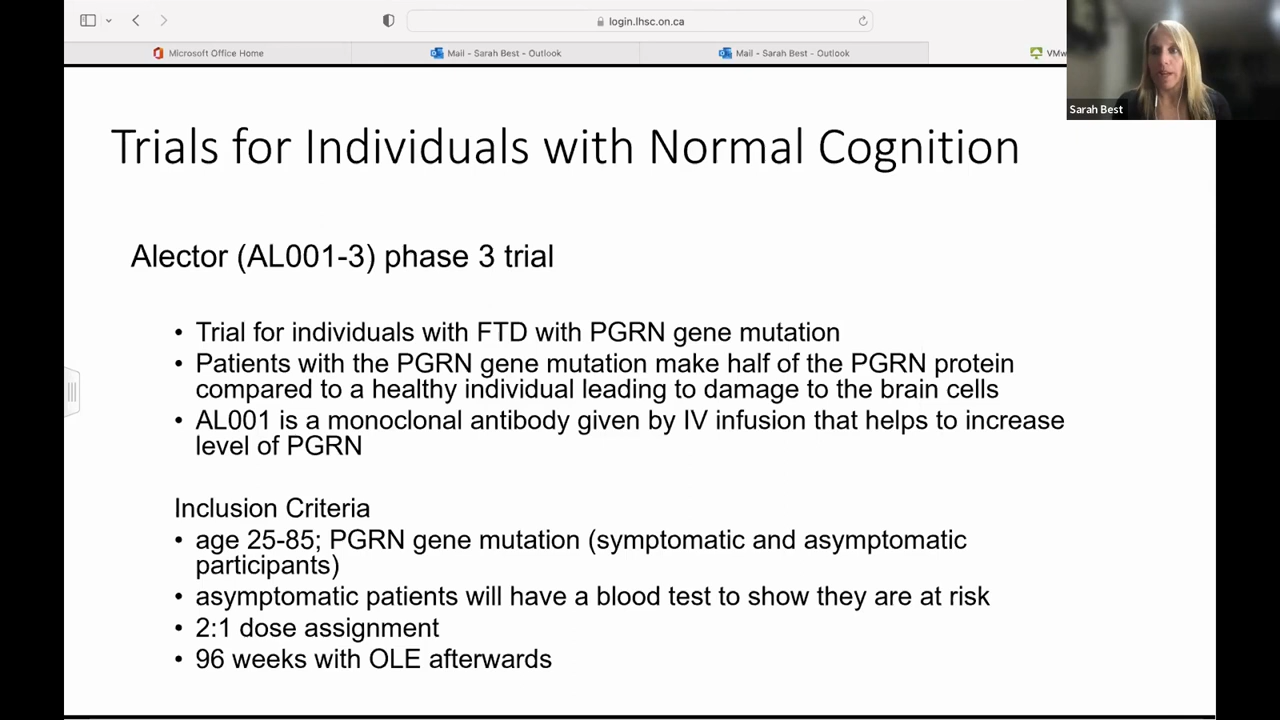 login.lhsc.on.ca
Microsoft Office Home
Mail - Sarah Best - Outlook
Mail - Sarah Best - Outlook
Sarah Best
Trials for Individuals with Normal Cognition
Alector (AL001-3) phase 3 trial
• Trial for individuals with FTD with PGRN gene mutation
• Patients with the PGRN gene mutation make half of the PGRN protein
compared to a healthy individual leading to damage to the brain cells
• AL001 is a monoclonal antibody given by IV infusion that helps to increase
level of PGRN
Inclusion Criteria
• age 25-85; PGRN gene mutation (symptomatic and asymptomatic
participants)
• asymptomatic patients will have a blood test to show they are at risk
• 2:1 dose assignment
• 96 weeks with OLE afterwards